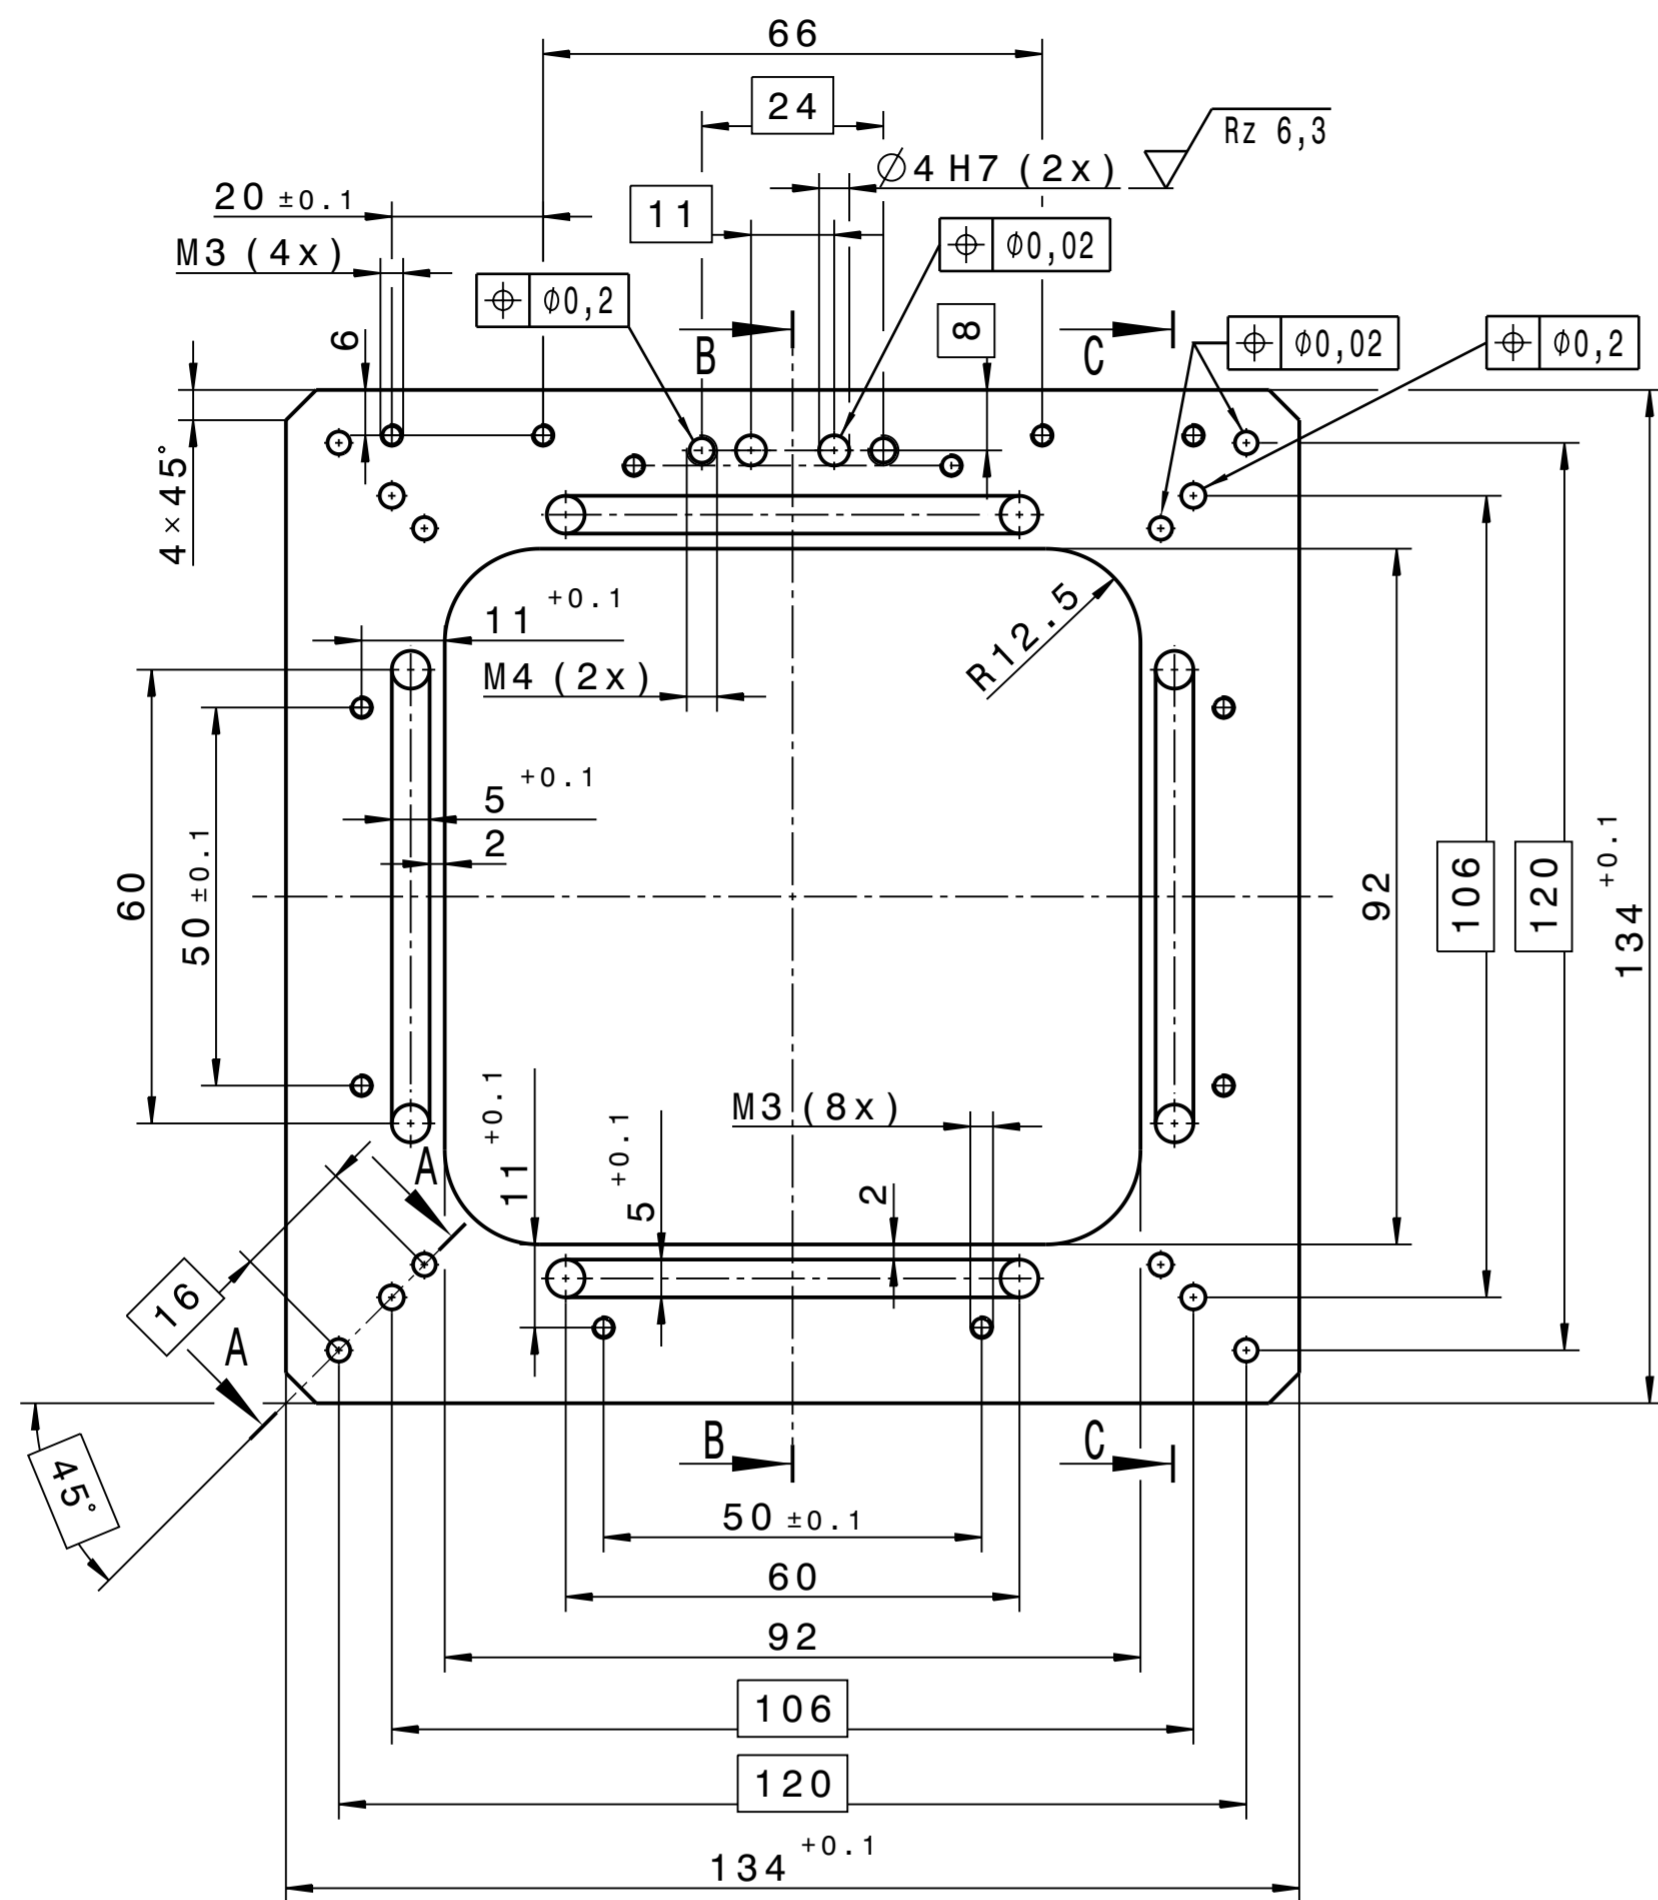 66
24
Rz 6,3
∅4 H7 (2x)
20 ±0.1
11
M3 (4x)
⌖ ∅0,02
⌖ ∅0,2
8
6
B
C
⌖ ∅0,02
⌖ ∅0,2
4×45°
11 +0.1
R12.5
M4 (2x)
5 +0.1
2
60
50 ±0.1
92
106
120
134 +0.1
M3 (8x)
11 +0.1
5 +0.1
2
A
16
A
45°
B
C
50 ±0.1
60
92
106
120
134 +0.1